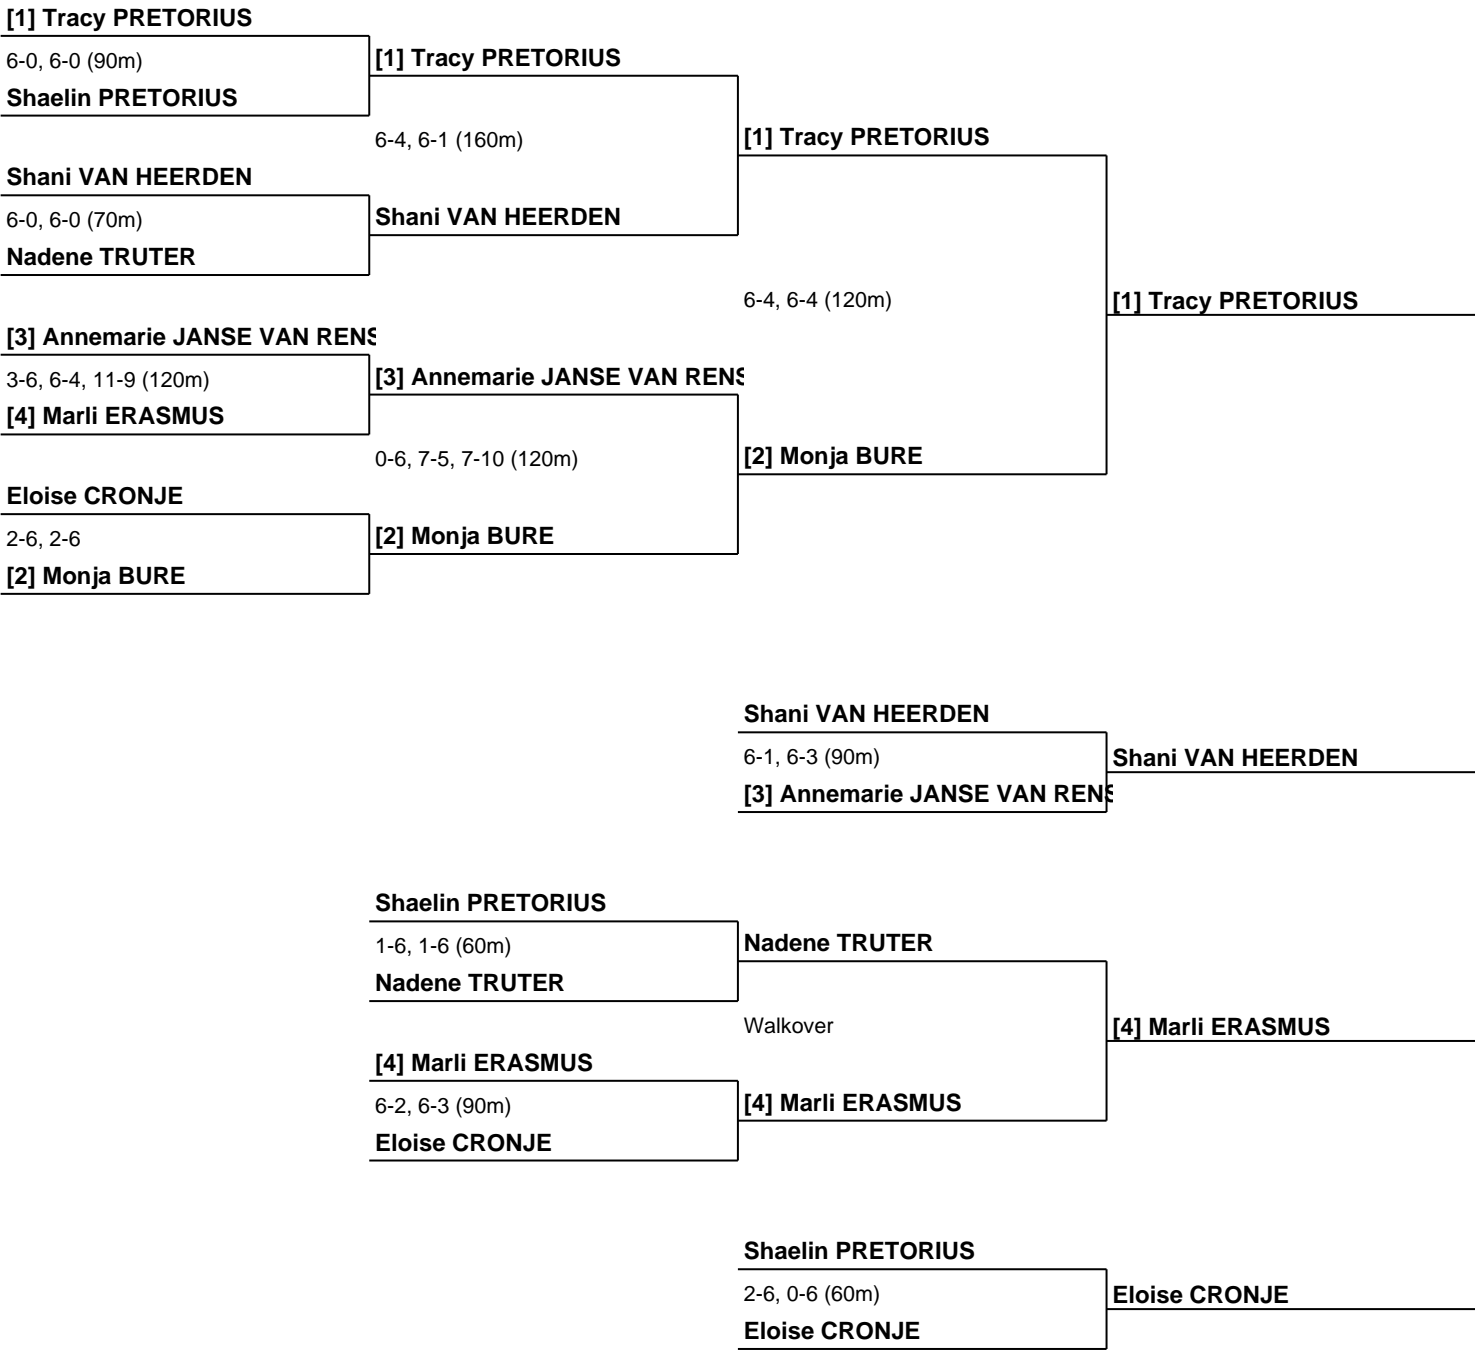 [1] Tracy PRETORIUS
6-0, 6-0 (90m)
[1] Tracy PRETORIUS
Shaelin PRETORIUS
6-4, 6-1 (160m)
[1] Tracy PRETORIUS
Shani VAN HEERDEN
6-0, 6-0 (70m)
Shani VAN HEERDEN
Nadene TRUTER
6-4, 6-4 (120m)
[1] Tracy PRETORIUS
[3] Annemarie JANSE VAN RENS
3-6, 6-4, 11-9 (120m)
[3] Annemarie JANSE VAN RENS
[4] Marli ERASMUS
0-6, 7-5, 7-10 (120m)
[2] Monja BURE
Eloise CRONJE
2-6, 2-6
[2] Monja BURE
[2] Monja BURE
Shani VAN HEERDEN
6-1, 6-3 (90m)
Shani VAN HEERDEN
[3] Annemarie JANSE VAN RENS
Shaelin PRETORIUS
1-6, 1-6 (60m)
Nadene TRUTER
Nadene TRUTER
Walkover
[4] Marli ERASMUS
[4] Marli ERASMUS
6-2, 6-3 (90m)
[4] Marli ERASMUS
Eloise CRONJE
Shaelin PRETORIUS
2-6, 0-6 (60m)
Eloise CRONJE
Eloise CRONJE